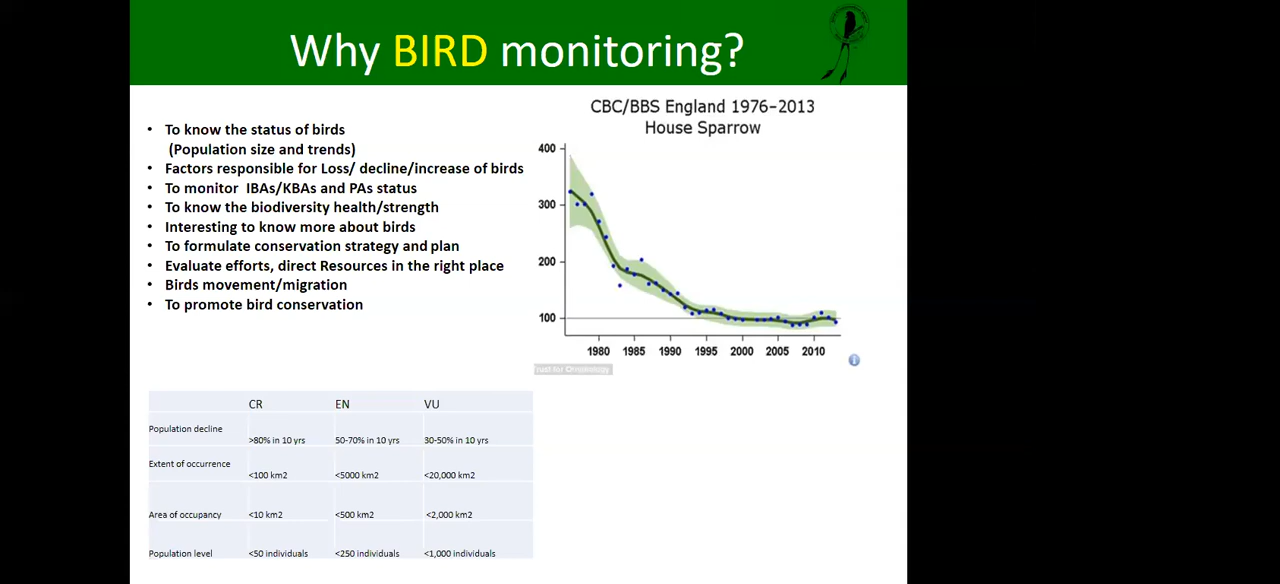 Why BIRD monitoring?
• To know the status of birds
(Population size and trends)
• Factors responsible for Loss/ decline/increase of birds
• To monitor IBAs/KBAs and PAs status
• To know the biodiversity health/strength
• Interesting to know more about birds
• To formulate conservation strategy and plan
• Evaluate efforts, direct Resources in the right place
• Birds movement/migration
• To promote bird conservation
CBC/BBS England 1976–2013
House Sparrow
400
300
200
100
1980 1985 1990 1995 2000 2005 2010
Trust for Ornithology
CR EN VU
Population decline >80% in 10 yrs 50-70% in 10 yrs 30-50% in 10 yrs
Extent of occurrence <100 km2 <5000 km2 <20,000 km2
Area of occupancy <10 km2 <500 km2 <2,000 km2
Population level <50 individuals <250 individuals <1,000 individuals